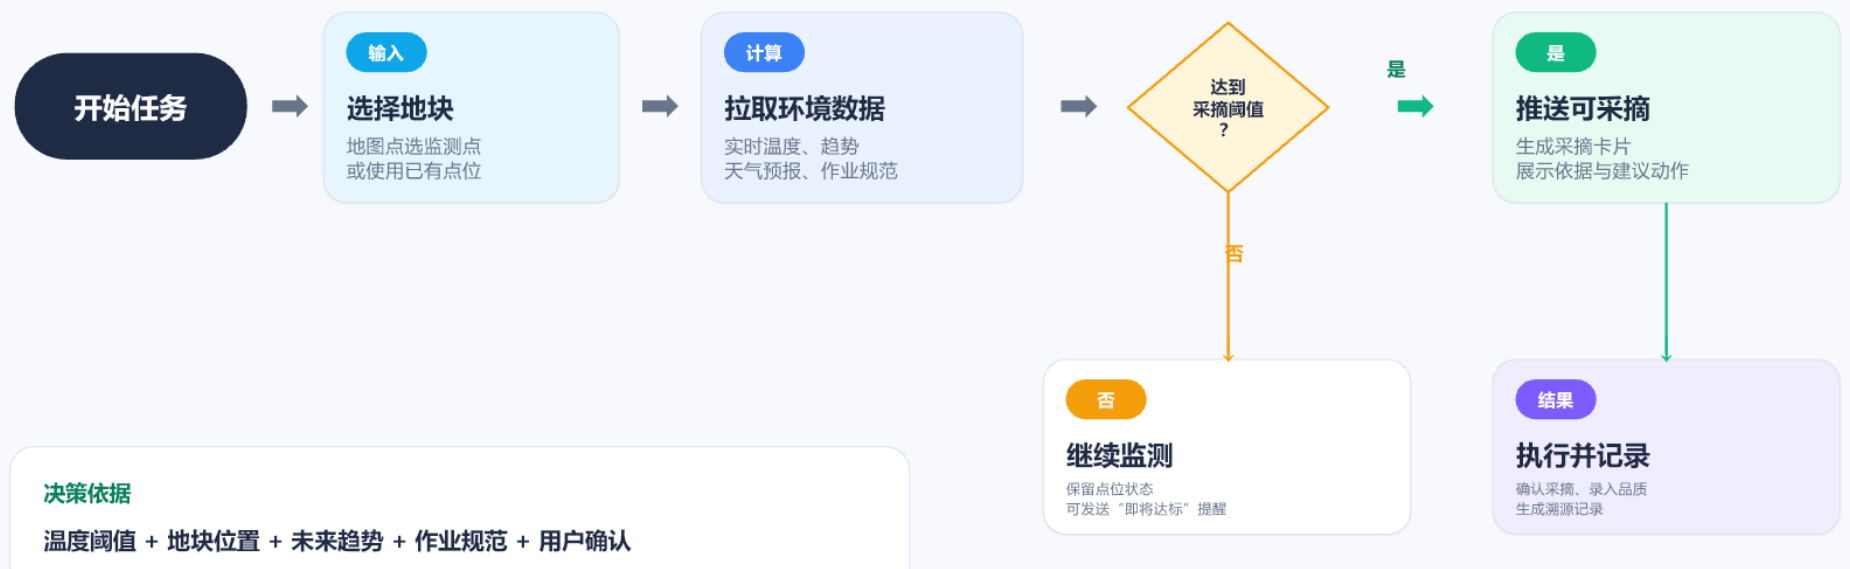 开始任务
输入
选择地块
地图点选监测点
或使用已有点位
计算
拉取环境数据
实时温度、趋势
天气预报、作业规范
达到
采摘阈值
？
是
是
推送可采摘
生成采摘卡片
展示依据与建议动作
否
否
继续监测
保留点位状态
可发送“即将达标”提醒
结果
执行并记录
确认采摘、录入品质
生成溯源记录
决策依据
温度阈值 + 地块位置 + 未来趋势 + 作业规范 + 用户确认